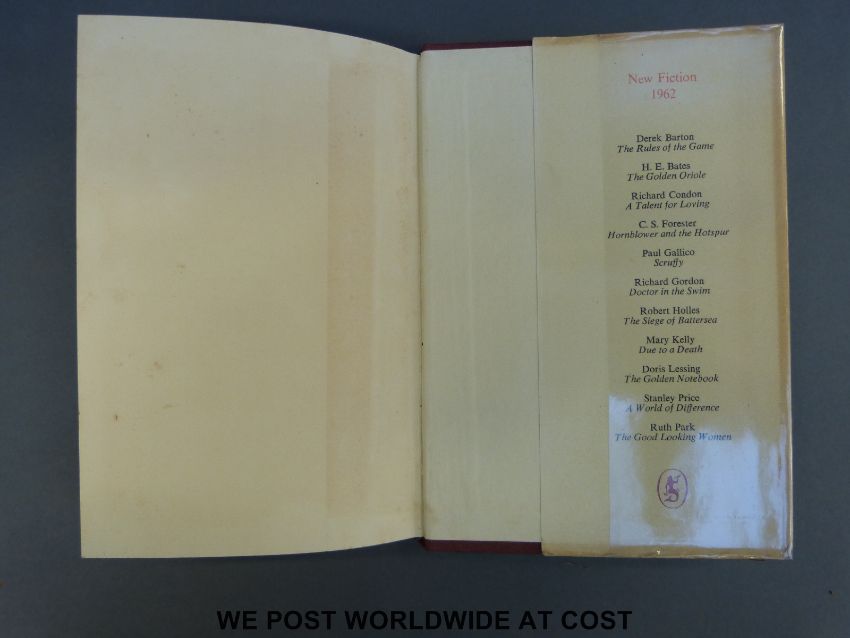 New Fiction
1962
Derek Barton
The Rules of the Game
H. E. Bates
The Golden Oriole
Richard Condon
A Talent for Loving
C. S. Forester
Hornblower and the Hotspur
Paul Gallico
Scruffy
Richard Gordon
Doctor in the Swim
Robert Holles
The Siege of Battersea
Mary Kelly
Due to a Death
Doris Lessing
The Golden Notebook
Stanley Price
A World of Difference
Ruth Park
The Good Looking Women
WE POST WORLDWIDE AT COST